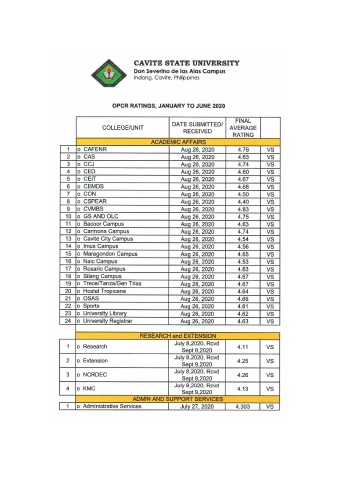 CAVITE STATE UNIVERSITY
Don Severino de las Alas Campus
Indang, Cavite, Philippines
OPCR RATINGS, JANUARY TO JUNE 2020
COLLEGE/UNIT DATE SUBMITTED/ RECEIVED FINAL AVERAGE RATING
ACADEMIC AFFAIRS
1 o CAFENR Aug 26, 2020 4.76 VS
2 o CAS Aug 26, 2020 4.63 VS
3 o CCJ Aug 26, 2020 4.74 VS
4 o CED Aug 26, 2020 4.60 VS
5 o CEIT Aug 26, 2020 4.67 VS
6 o CEMDS Aug 26, 2020 4.68 VS
7 o CON Aug 26, 2020 4.50 VS
8 o CSPEAR Aug 26, 2020 4.40 VS
9 o CVMBS Aug 26, 2020 4.83 VS
10 o GS AND OLC Aug 26, 2020 4.75 VS
11 o Bacoor Campus Aug 26, 2020 4.63 VS
12 o Carmona Campus Aug 26, 2020 4.74 VS
13 o Cavite City Campus Aug 26, 2020 4.54 VS
14 o Imus Campus Aug 26, 2020 4.56 VS
15 o Maragondon Campus Aug 26, 2020 4.65 VS
16 o Naic Campus Aug 26, 2020 4.53 VS
17 o Rosario Campus Aug 26, 2020 4.63 VS
18 o Silang Campus Aug 26, 2020 4.67 VS
19 o Trece/Tanza/Gen Trias Aug 26, 2020 4.67 VS
20 o Hostel Tropicana Aug 26, 2020 4.64 VS
21 o OSAS Aug 26, 2020 4.66 VS
22 o Sports Aug 26, 2020 4.61 VS
23 o University Library Aug 26, 2020 4.62 VS
24 o University Registrar Aug 26, 2020 4.63 VS
RESEARCH and EXTENSION
1 o Research July 8,2020, Rcvd Sept 9,2020 4.11 VS
2 o Extension July 8,2020, Rcvd Sept 9,2020 4.25 VS
3 o NCRDEC July 8,2020, Rcvd Sept 9,2020 4.26 VS
4 o KMC July 8,2020, Rcvd Sept 9,2020 4.13 VS
ADMIN AND SUPPORT SERVICES
1 o Administrative Services July 27, 2020 4.303 VS